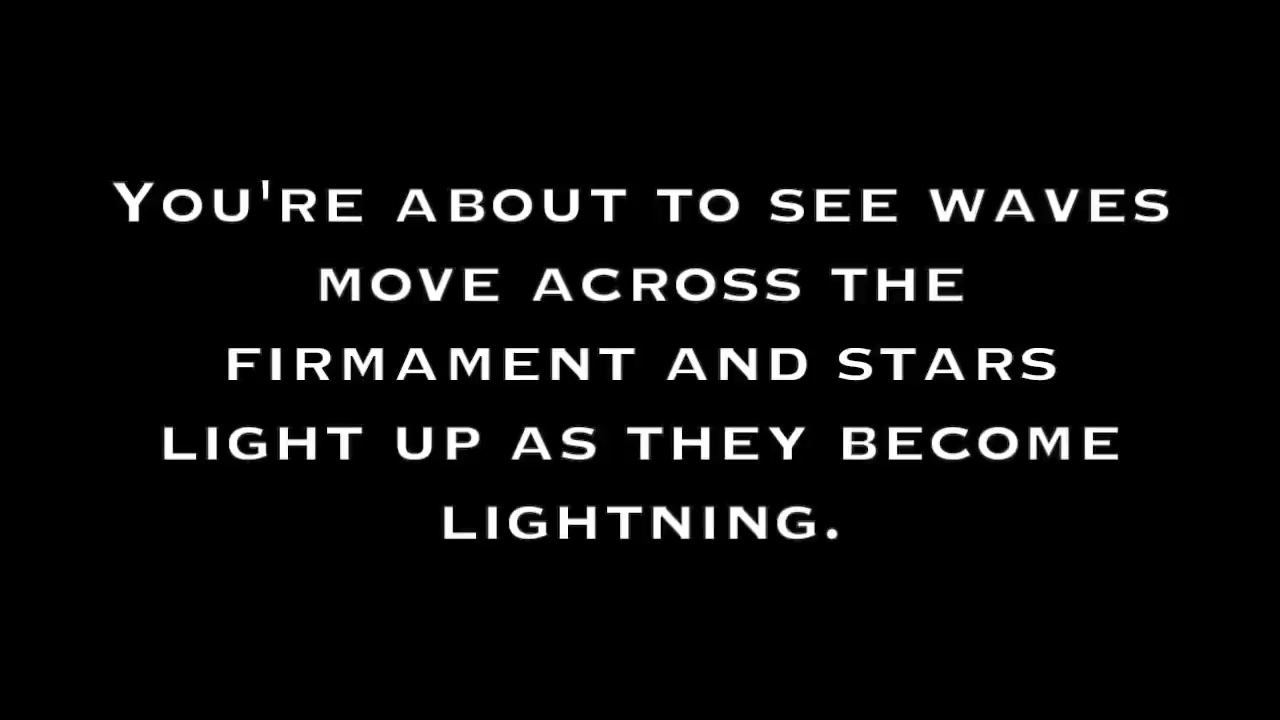 You're about to see waves
move across the
firmament and stars
light up as they become
lightning.